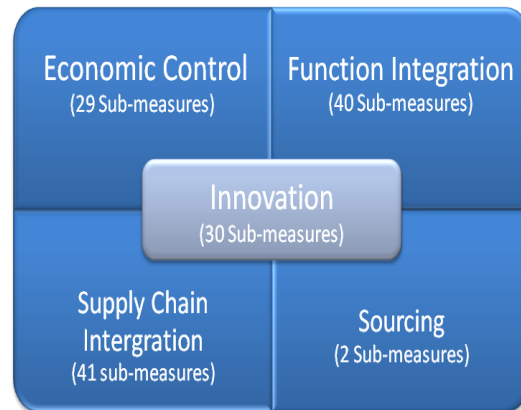 Economic Control
(29 Sub-measures)
Function Integration
(40 Sub-measures)
Innovation
(30 Sub-measures)
Supply Chain
Intergration
(41 sub-measures)
Sourcing
(2 Sub-measures)